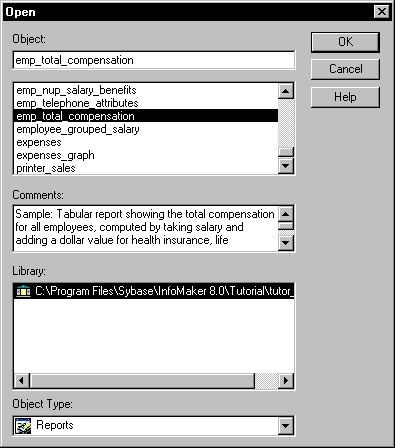 Open
Object:
OK
emp_total_compensation
Cancel
emp_nup_salary_benefits
Help
emp_telephone_attributes
emp_total_compensation
employee_grouped_salary
expenses
expenses_graph
printer_sales
Comments:
Sample: Tabular report showing the total compensation
for all employees, computed by taking salary and
adding a dollar value for health insurance, life
Library:
C:\Program Files\Sybase\InfoMaker 8.0\Tutorial\tutor_
Object Type:
Reports